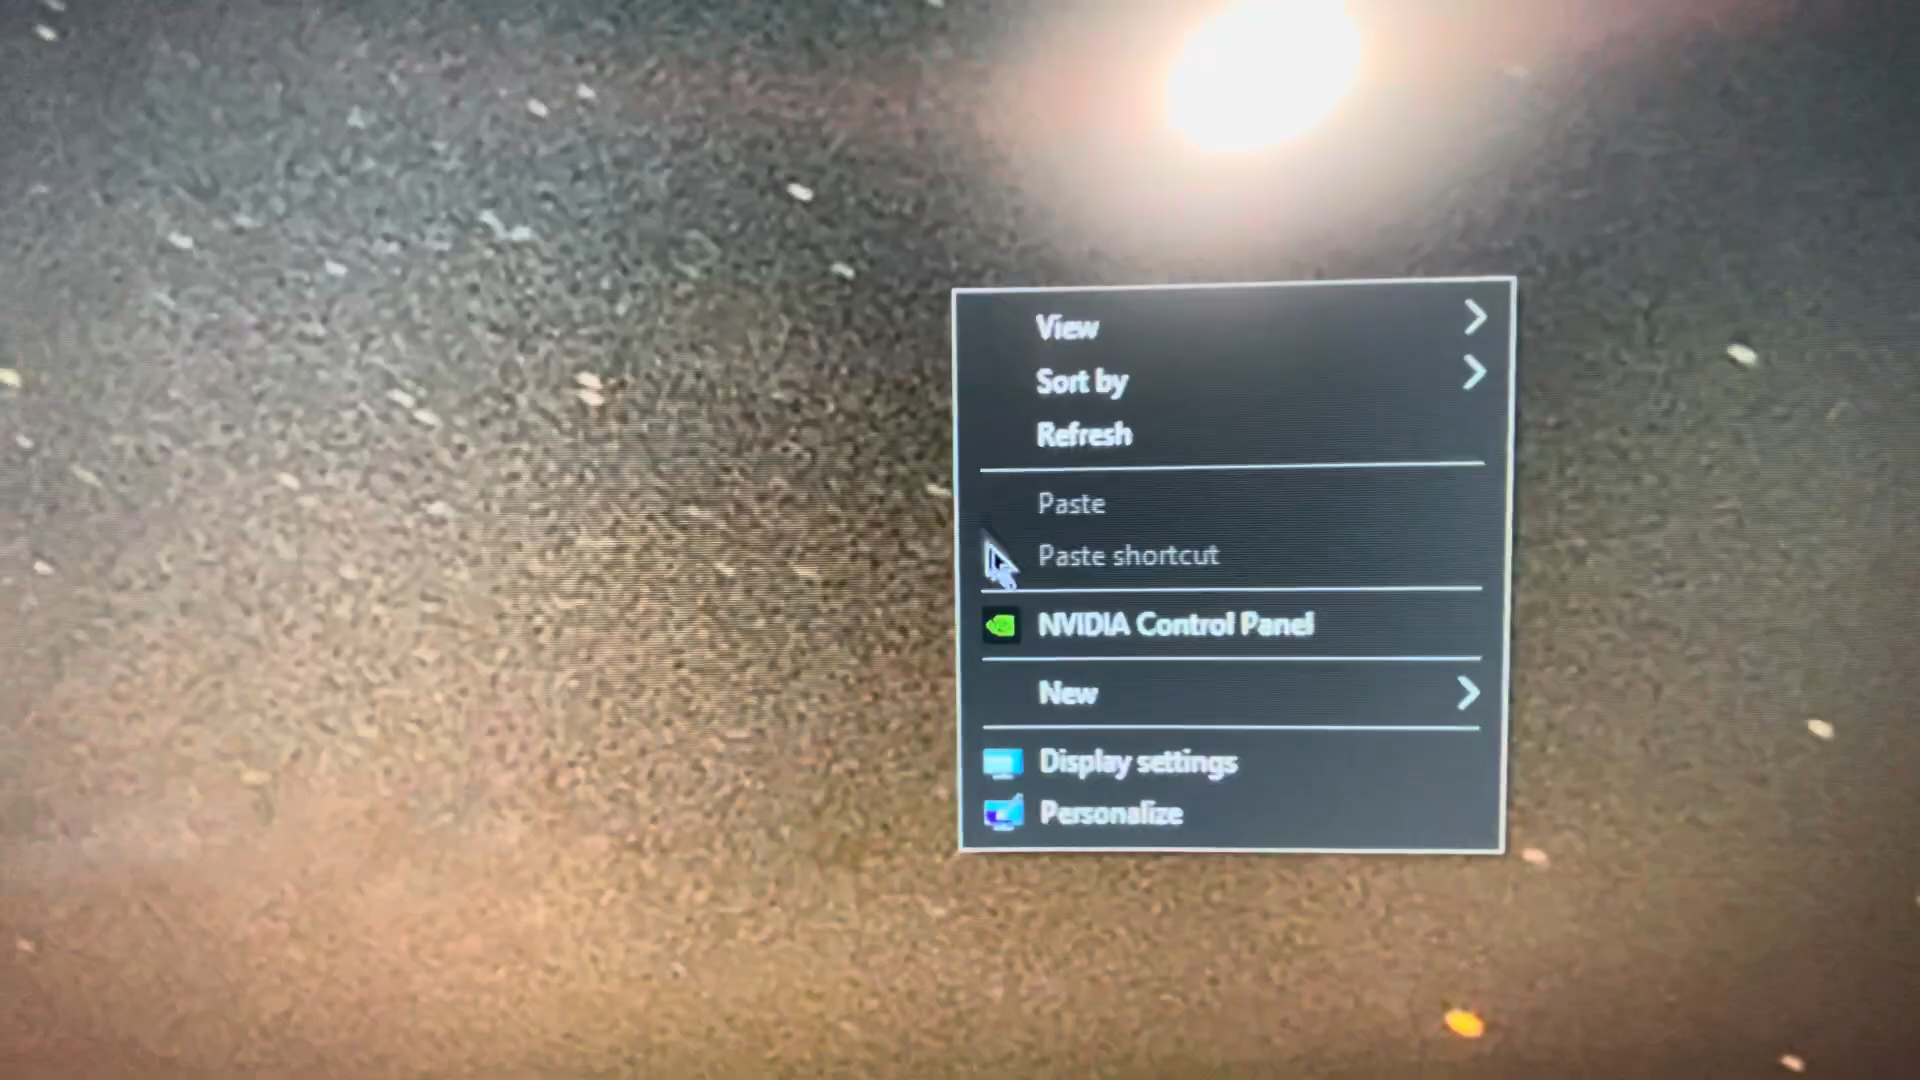 View
Sort by
Refresh
Paste
Paste shortcut
NVIDIA Control Panel
New
Display settings
Personalize